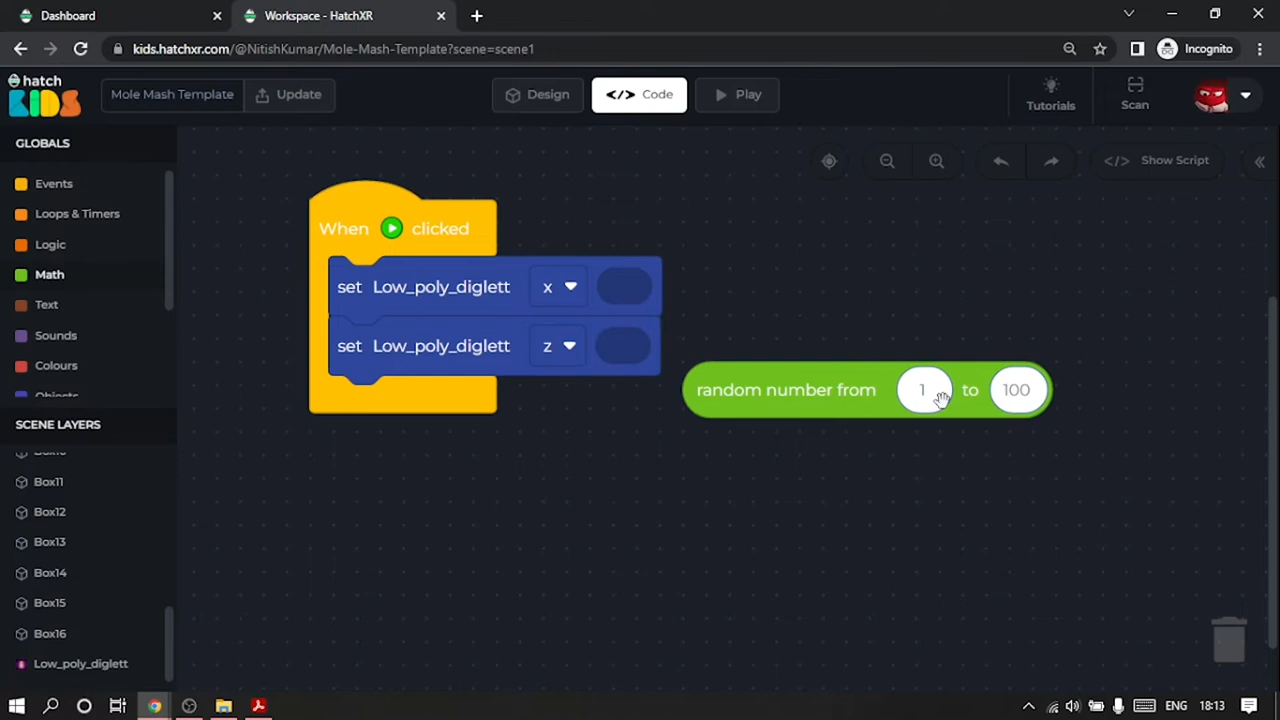 Dashboard
Workspace - HatchXR
kids.hatchxr.com/@NitishKumar/Mole-Mash-Template?scene=scene1
Incognito
hatch
KIDS
Mole Mash Template
Update
Design
</> Code
Play
Tutorials
Scan
GLOBALS
Events
Loops & Timers
Logic
Math
Text
Sounds
Colours
SCENE LAYERS
Box11
Box12
Box13
Box14
Box15
Box16
Low_poly_diglett
</> Show Script
When clicked
set Low_poly_diglett x
set Low_poly_diglett z
random number from 1 to 100
ENG
18:13